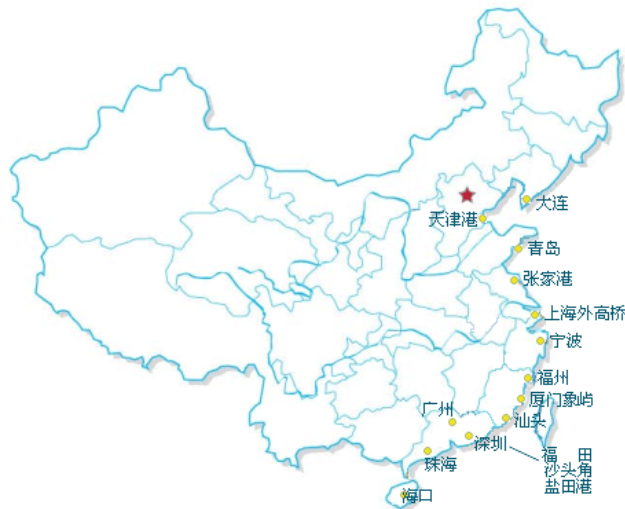 大连
天津港
青岛
张家港
上海外高桥
宁波
福州
厦门象屿
广州
汕头
深圳
福 田
沙头角
盐田港
珠海
海口